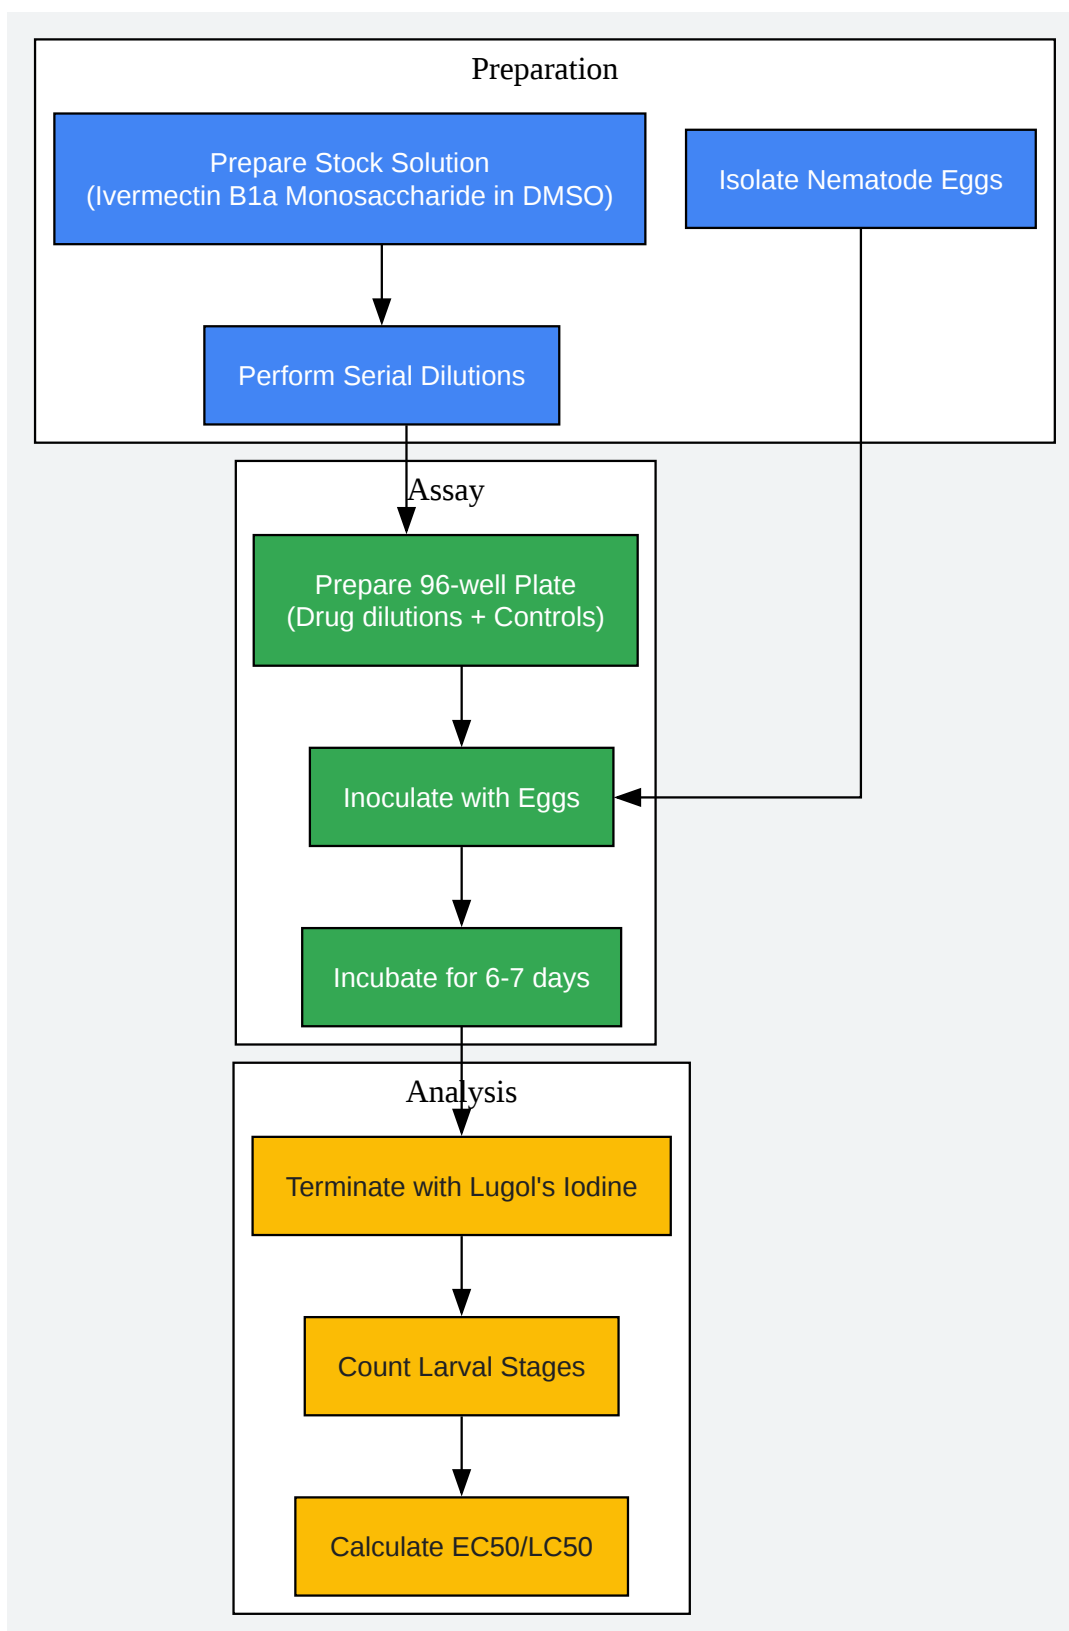 Preparation
Prepare Stock Solution
(Ivermectin B1a Monosaccharide in DMSO)
Isolate Nematode Eggs
Perform Serial Dilutions
Assay
Prepare 96-well Plate
(Drug dilutions + Controls)
Inoculate with Eggs
Incubate for 6-7 days
Analysis
Terminate with Lugol's Iodine
Count Larval Stages
Calculate EC50/LC50